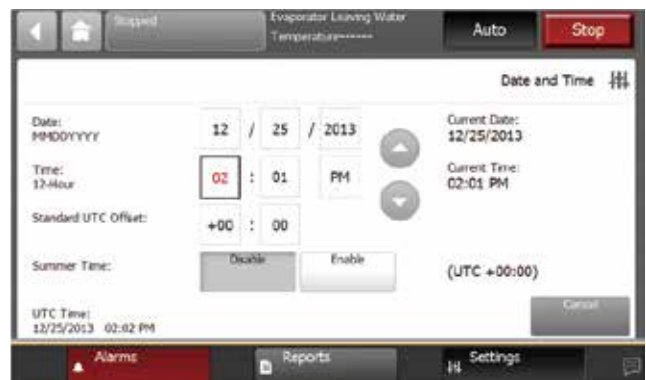 Stopped
Evaporator Leaving Water
Temperature------
Auto
Stop
Date and Time
Date:
MMDDYYYY
12 / 25 / 2013
Current Date:
12/25/2013
Time:
12-Hour
02 : 01 PM
Current Time:
02:01 PM
Standard UTC Offset:
+00 : 00
Summer Time:
Disable
Enable
(UTC +00:00)
UTC Time:
12/25/2013 02:02 PM
Cancel
Alarms
Reports
Settings